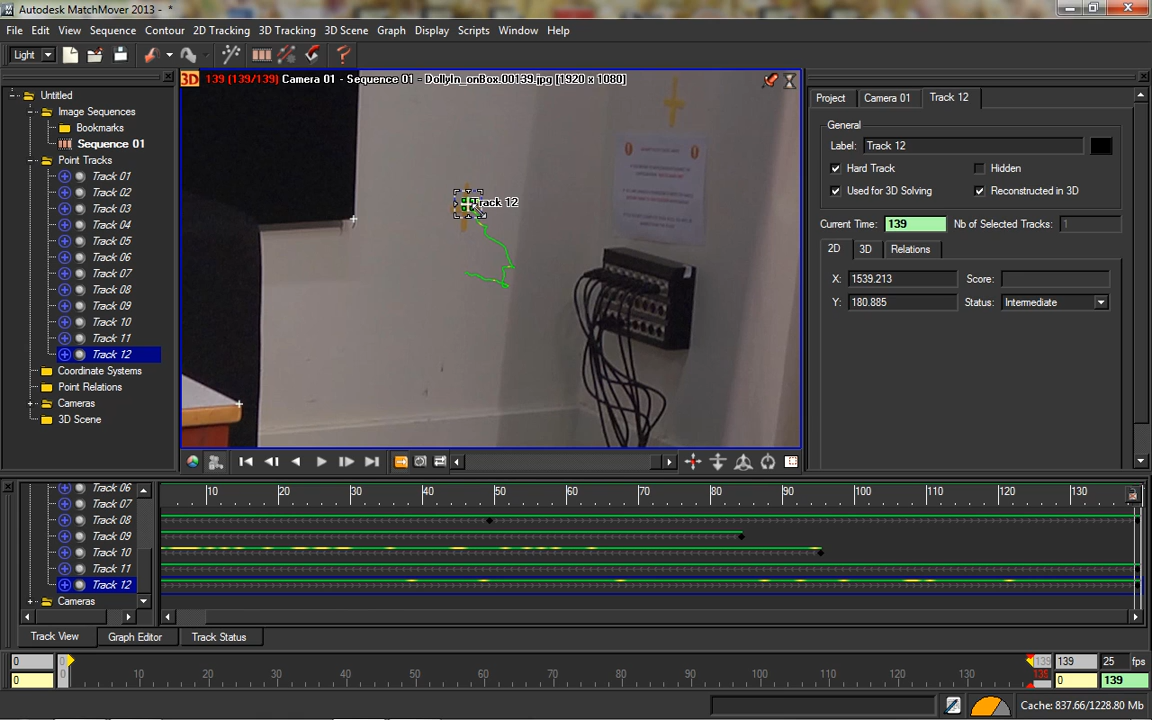 Autodesk MatchMover 2013 - *
File Edit View Sequence Contour 2D Tracking 3D Tracking 3D Scene Graph Display Scripts Window Help
Light
Untitled
Image Sequences
Bookmarks
Sequence 01
Point Tracks
Track 01
Track 02
Track 03
Track 04
Track 05
Track 06
Track 07
Track 08
Track 09
Track 10
Track 11
Track 12
Coordinate Systems
Point Relations
Cameras
3D Scene
3D 139 (139/139) Camera 01 - Sequence 01 - DollyIn_onBox.00139.jpg [1920 x 1080]
Track 12
Project Camera 01 Track 12
General
Label: Track 12
Hard Track Hidden
Used for 3D Solving Reconstructed in 3D
Current Time: 139 Nb of Selected Tracks: 1
2D 3D Relations
X: 1539.213 Score:
Y: 180.885 Status: Intermediate
Track 06
Track 07
Track 08
Track 09
Track 10
Track 11
Track 12
Cameras
10 20 30 40 50 60 70 80 90 100 110 120 130
Track View Graph Editor Track Status
0 0 139 139 25 fps
0 0 10 20 30 40 50 60 70 80 90 100 110 120 130 135 0 139
Cache: 837.66/1228.80 Mb